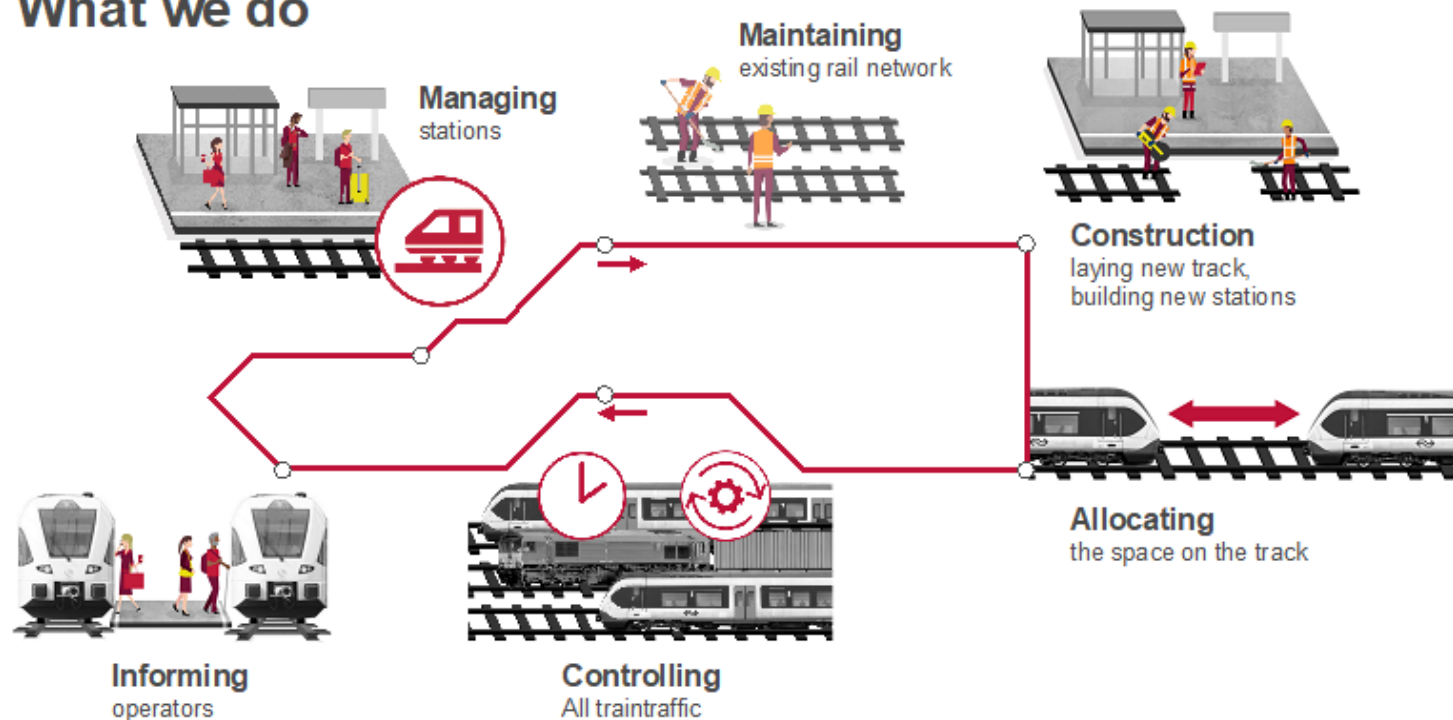 What we do
Managing
stations
Maintaining
existing rail network
Construction
laying new track,
building new stations
Allocating
the space on the track
Controlling
All traintraffic
Informing
operators